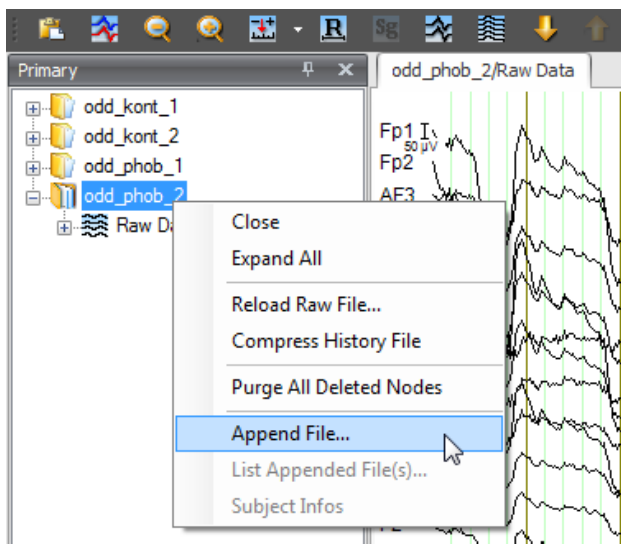 R Sg
Primary
odd_phob_2/Raw Data
odd_kont_1
odd_kont_2
odd_phob_1
odd_phob_2
Raw Da
Fp1
50 µV
Fp2
AF3
Close
Expand All
Reload Raw File...
Compress History File
Purge All Deleted Nodes
Append File...
List Appended File(s)...
Subject Infos